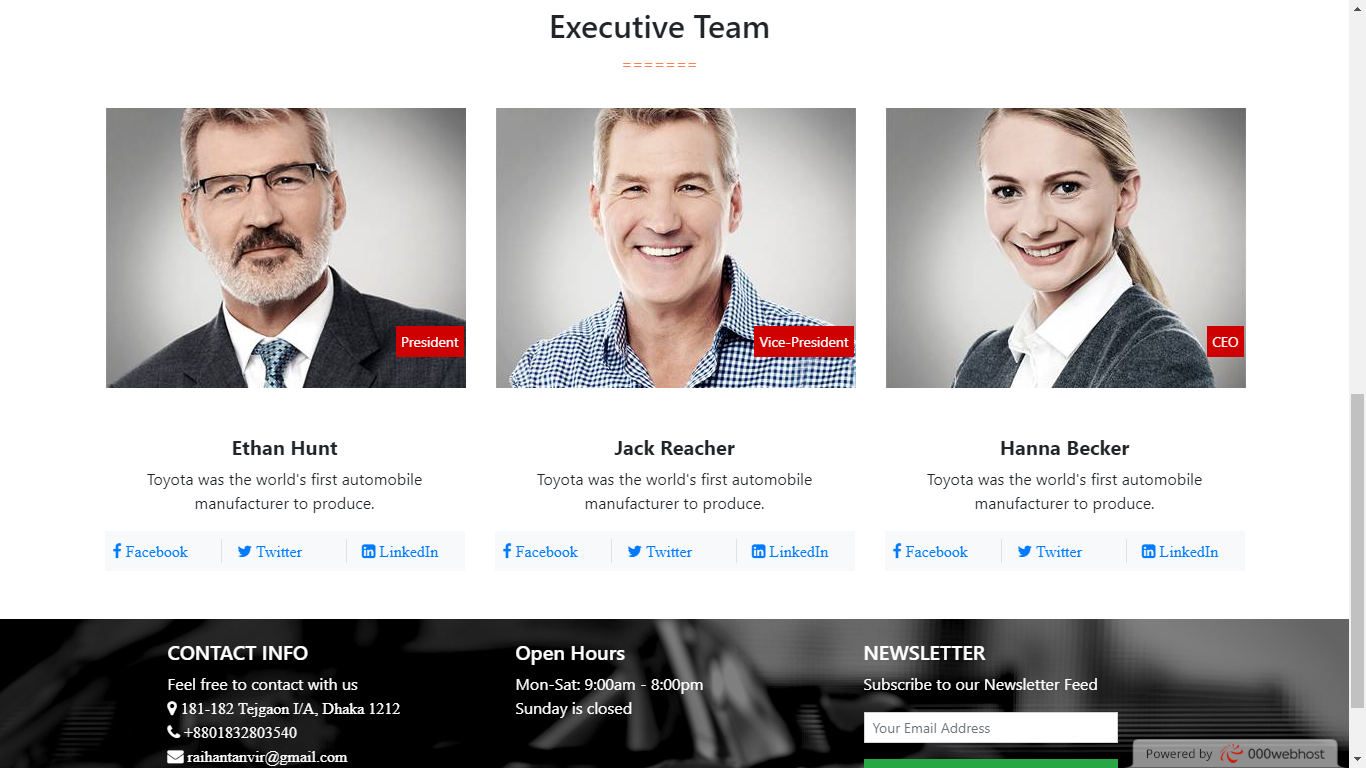 Executive Team
=======
President
Vice-President
CEO
Ethan Hunt
Toyota was the world's first automobile
manufacturer to produce.
Facebook
Twitter
LinkedIn
Jack Reacher
Toyota was the world's first automobile
manufacturer to produce.
Facebook
Twitter
LinkedIn
Hanna Becker
Toyota was the world's first automobile
manufacturer to produce.
Facebook
Twitter
LinkedIn
CONTACT INFO
Feel free to contact with us
181-182 Tejgaon I/A, Dhaka 1212
+8801832803540
raihantanvir@gmail.com
Open Hours
Mon-Sat: 9:00am - 8:00pm
Sunday is closed
NEWSLETTER
Subscribe to our Newsletter Feed
Your Email Address
Powered by 000webhost